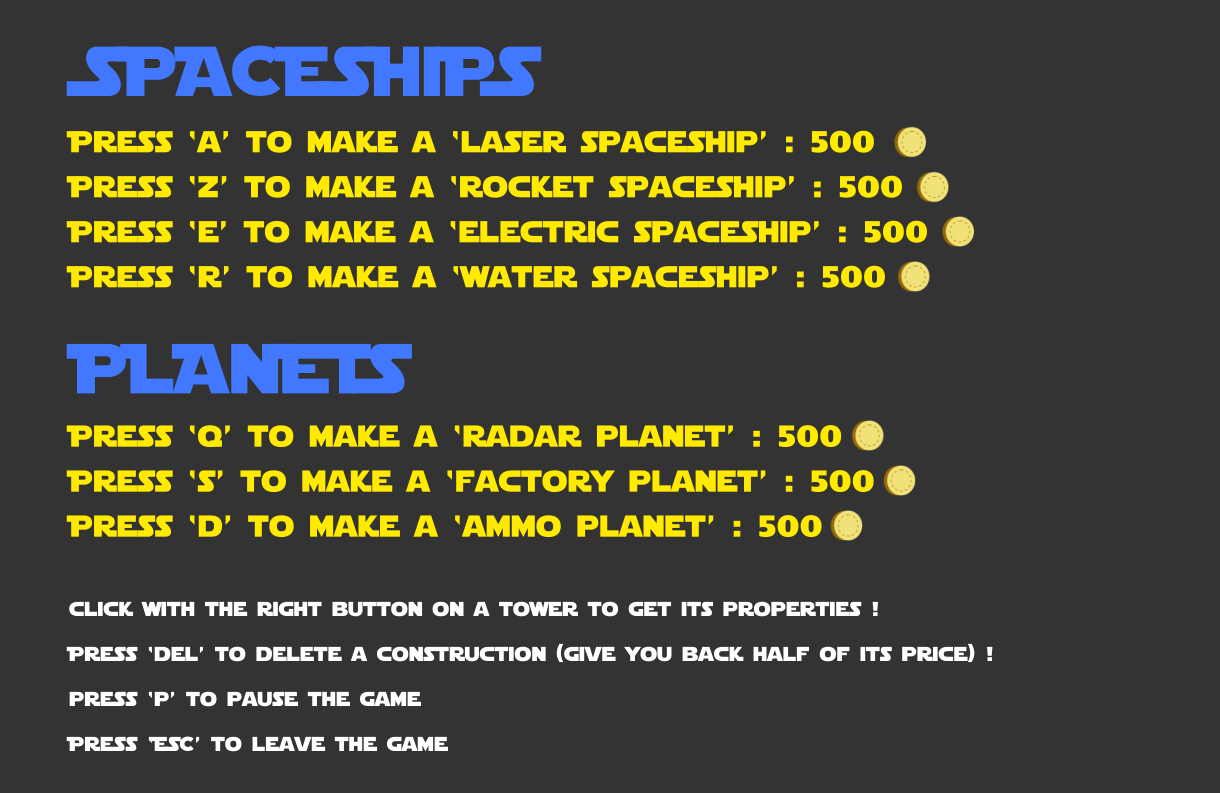 SPACESHIPS
PRESS 'A' TO MAKE A 'LASER SPACESHIP' : 500
PRESS 'Z' TO MAKE A 'ROCKET SPACESHIP' : 500
PRESS 'E' TO MAKE A 'ELECTRIC SPACESHIP' : 500
PRESS 'R' TO MAKE A 'WATER SPACESHIP' : 500
PLANETS
PRESS 'Q' TO MAKE A 'RADAR PLANET' : 500
PRESS 'S' TO MAKE A 'FACTORY PLANET' : 500
PRESS 'D' TO MAKE A 'AMMO PLANET' : 500
CLICK WITH THE RIGHT BUTTON ON A TOWER TO GET ITS PROPERTIES !
PRESS 'DEL' TO DELETE A CONSTRUCTION (GIVE YOU BACK HALF OF ITS PRICE) !
PRESS 'P' TO PAUSE THE GAME
PRESS 'ESC' TO LEAVE THE GAME